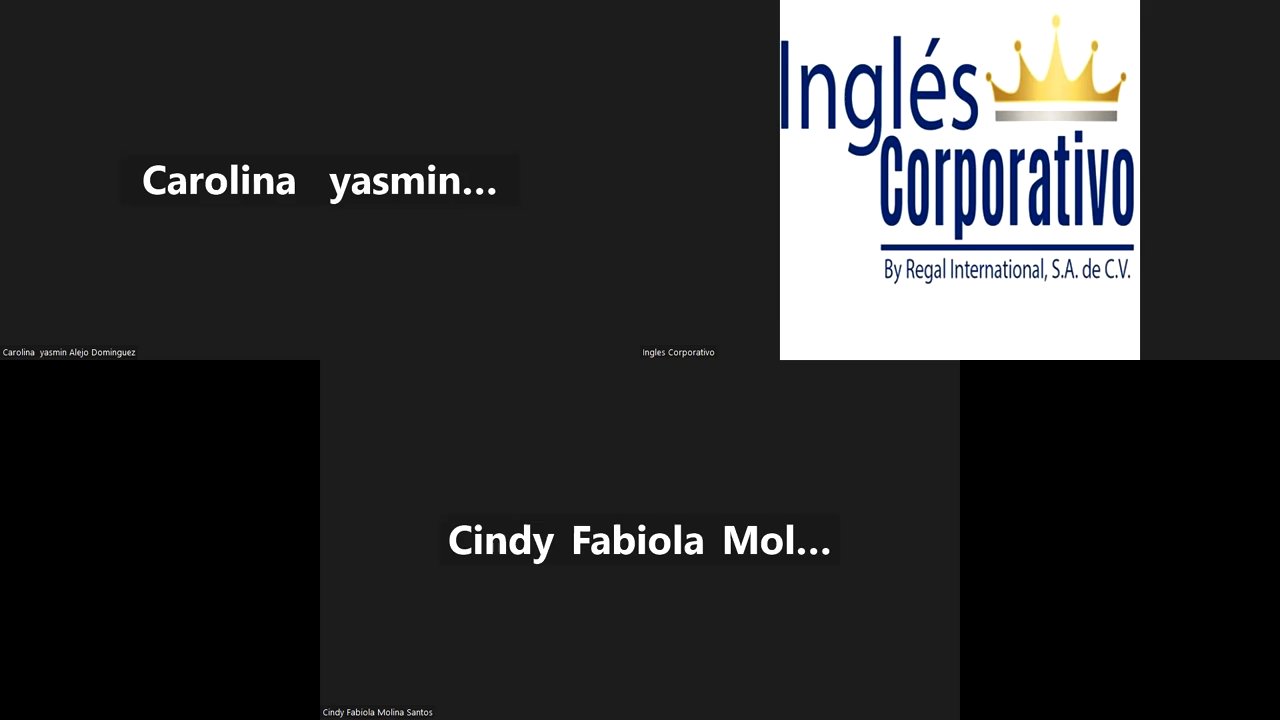 Carolina yasmin...
Carolina yasmin Alejo Dominguez
Inglés
Corporativo
By Regal International, S.A. de C.V.
Ingles Corporativo
Cindy Fabiola Mol...
Cindy Fabiola Molina Santos